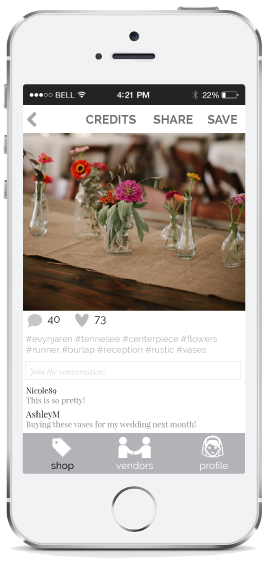 BELL 4:21 PM 22%
CREDITS SHARE SAVE
40 73
#evynjaren #tennesee #centerpiece #flowers
#runner #burlap #reception #rustic #vases
Join the conversation!
Nicole89
This is so pretty!
AshleyM
Buying these vases for my wedding next month!
shop vendors profile